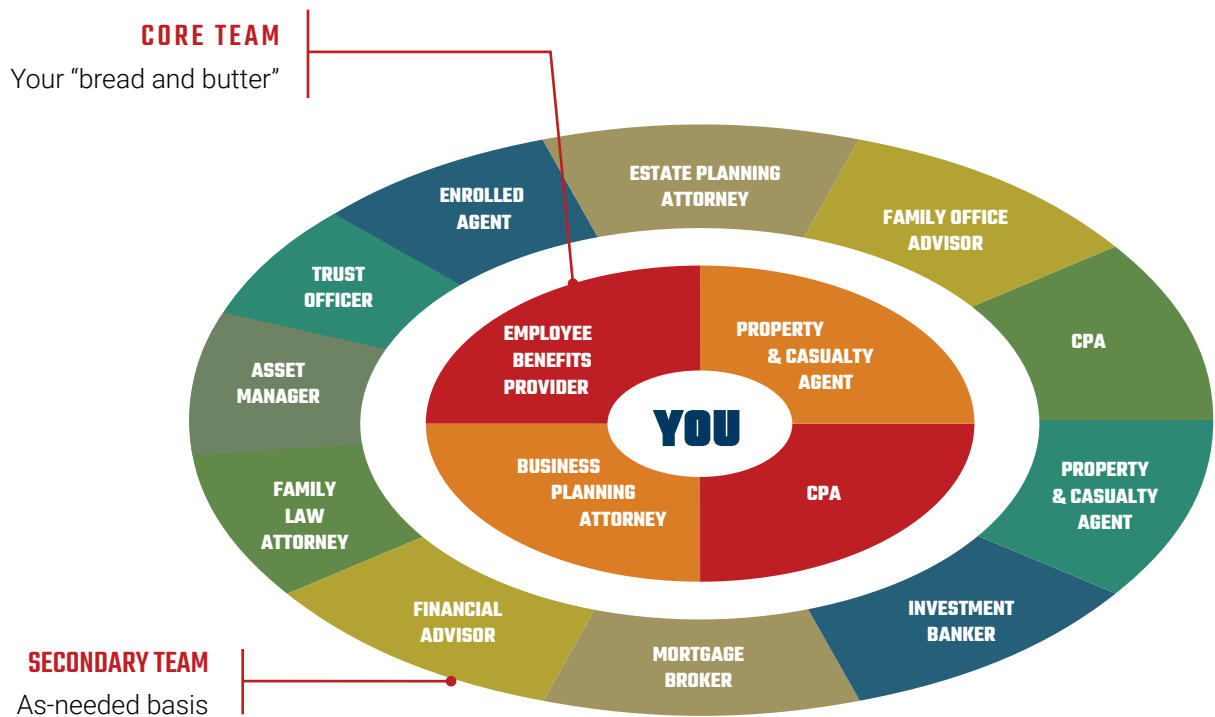 CORE TEAM
Your “bread and butter”
ESTATE PLANNING
ATTORNEY
ENROLLED
AGENT
FAMILY OFFICE
ADVISOR
TRUST
OFFICER
CPA
ASSET
MANAGER
EMPLOYEE
BENEFITS
PROVIDER
PROPERTY
& CASUALTY
AGENT
YOU
BUSINESS
PLANNING
ATTORNEY
CPA
FAMILY
LAW
ATTORNEY
PROPERTY
& CASUALTY
AGENT
FINANCIAL
ADVISOR
MORTGAGE
BROKER
INVESTMENT
BANKER
SECONDARY TEAM
As-needed basis